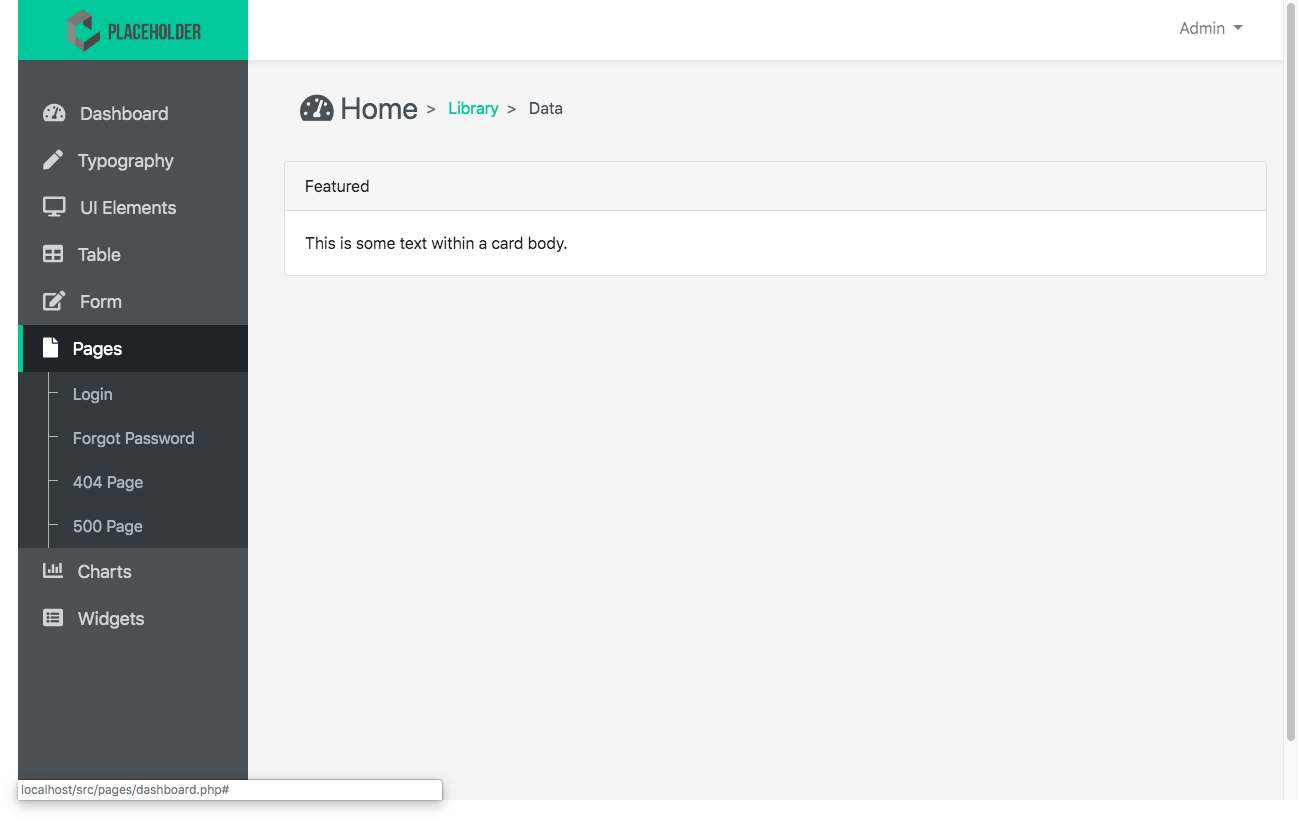 PLACEHOLDER
Admin
Dashboard
Typography
UI Elements
Table
Form
Pages
Login
Forgot Password
404 Page
500 Page
Charts
Widgets
Home > Library > Data
Featured
This is some text within a card body.
localhost/src/pages/dashboard.php#